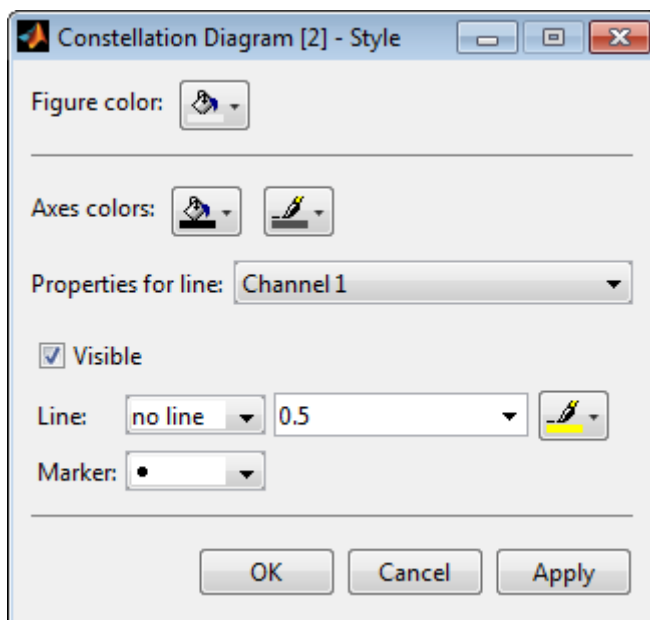 Constellation Diagram [2] - Style
Figure color:
Axes colors:
Properties for line: Channel 1
Visible
Line: no line 0.5
Marker:
OK Cancel Apply